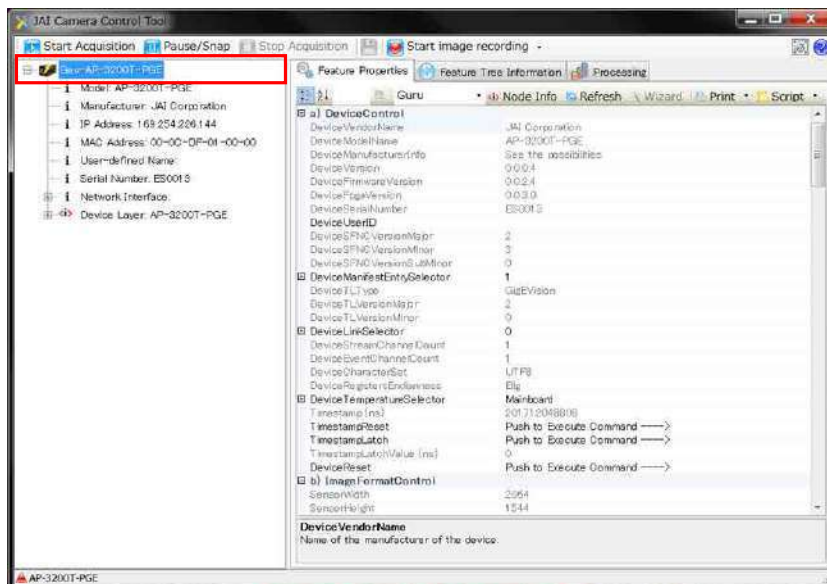 JAI Camera Control Tool
Start Acquisition Pause/Snap Stop Acquisition Start image recording
AP-3200T-PGE
Model: AP-3200T-PGE
Manufacturer: JAI Corporation
IP Address: 169.254.226.144
MAC Address: 00-0C-DF-01-00-00
User-defined Name:
Serial Number: ES0013
Network Interface:
Device Layer: AP-3200T-PGE
Feature Properties Feature Tree Information Processing
Guru Node Info Refresh Wizard Print Script
a) DeviceControl
DeviceVendorName JAI Corporation
DeviceModelName AP-3200T-PGE
DeviceManufacturerInfo See the possibilities
DeviceVersion 0.0.0.4
DeviceFirmwareVersion 0.0.2.4
DeviceFpgaVersion 0.0.3.0
DeviceSerialNumber ES0013
DeviceUserID
DeviceSFNCVersionMajor 2
DeviceSFNCVersionMinor 3
DeviceSFNCVersionSubMinor 0
DeviceManifestEntrySelector 1
DeviceTLType GigEVision
DeviceTLVersionMajor 2
DeviceTLVersionMinor 0
DeviceLinkSelector 0
DeviceStreamChannelCount 1
DeviceEventChannelCount 1
DeviceCharacterSet UTF8
DeviceRegistersEndianness Big
DeviceTemperatureSelector Mainboard
Timestamp [ns] 201712048808
TimestampReset Push to Execute Command ---->
TimestampLatch Push to Execute Command ---->
TimestampLatchValue [ns] 0
DeviceReset Push to Execute Command ---->
b) ImageFormatControl
SensorWidth 2064
SensorHeight 1544
DeviceVendorName
Name of the manufacturer of the device.
AP-3200T-PGE